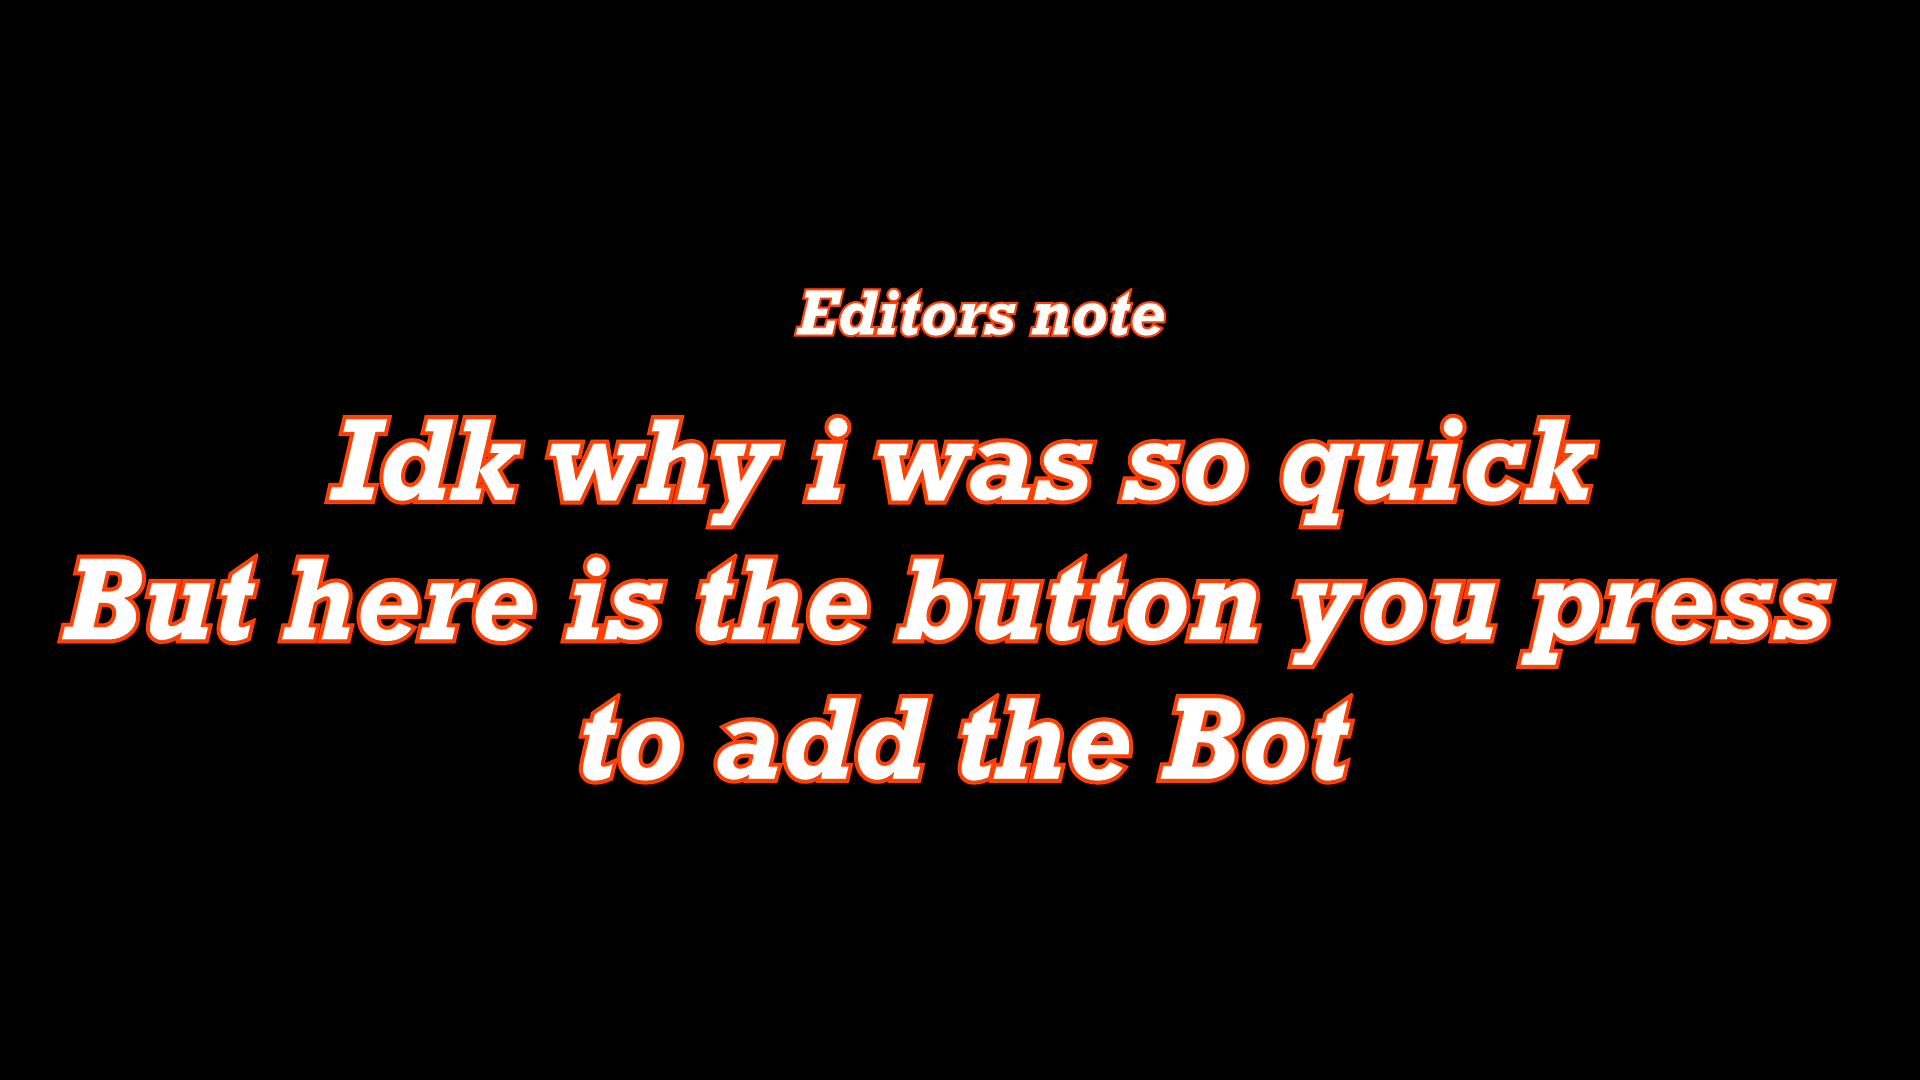 Editors note
Idk why i was so quick
But here is the button you press
to add the Bot